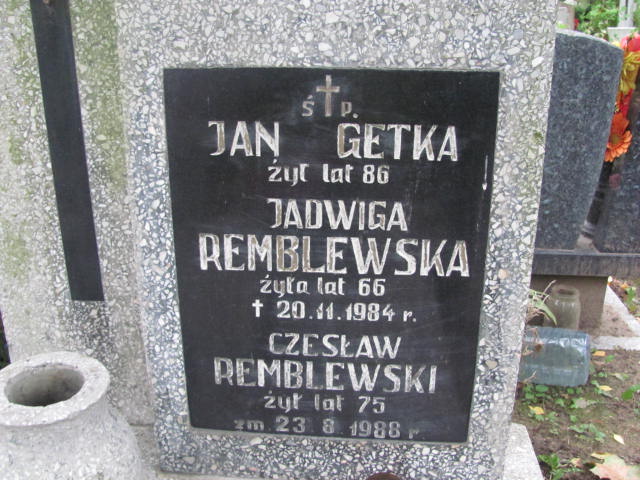 Ś † P.
JAN GETKA
żył lat 86
JADWIGA
REMBLEWSKA
żyła lat 66
† 20.11.1984 r.
CZESŁAW
REMBLEWSKI
żył lat 75
zm 23.8.1988 r